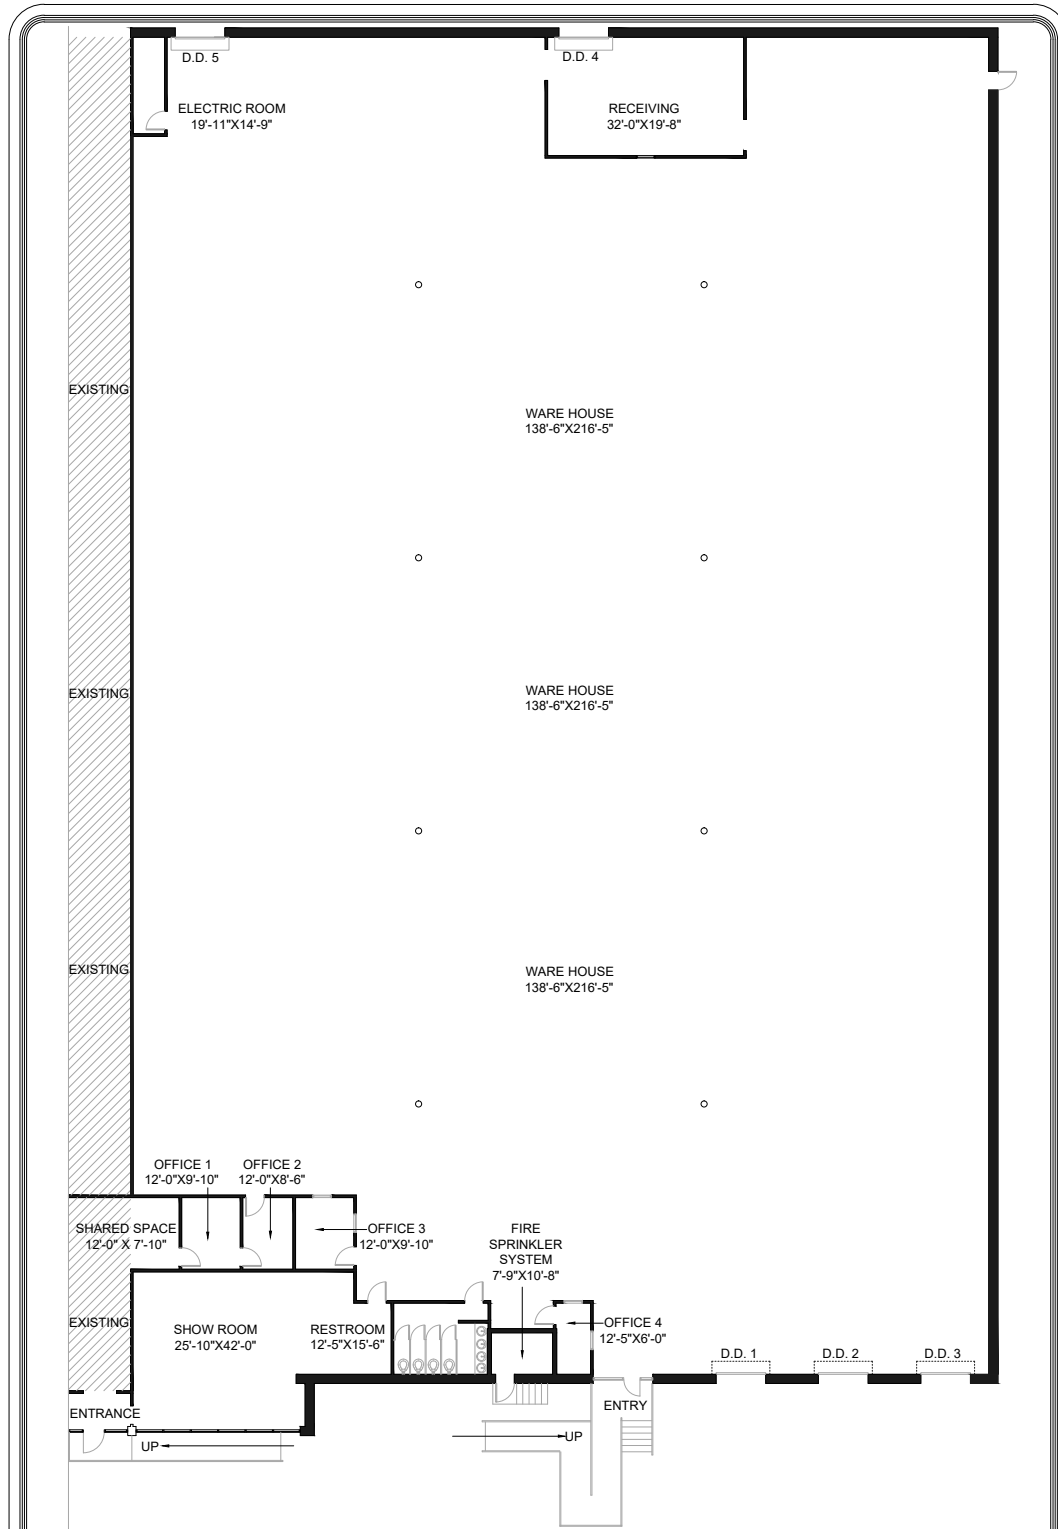 D.D. 5
D.D. 4
ELECTRIC ROOM
19'-11"X14'-9"
RECEIVING
32'-0"X19'-8"
EXISTING
WARE HOUSE
138'-6"X216'-5"
EXISTING
WARE HOUSE
138'-6"X216'-5"
EXISTING
WARE HOUSE
138'-6"X216'-5"
OFFICE 1
12'-0"X9'-10"
OFFICE 2
12'-0"X8'-6"
SHARED SPACE
12'-0" X 7'-10"
OFFICE 3
12'-0"X9'-10"
FIRE
SPRINKLER
SYSTEM
7'-9"X10'-8"
EXISTING
SHOW ROOM
25'-10"X42'-0"
RESTROOM
12'-5"X15'-6"
OFFICE 4
12'-5"X6'-0"
D.D. 1
D.D. 2
D.D. 3
ENTRANCE
ENTRY
UP
UP